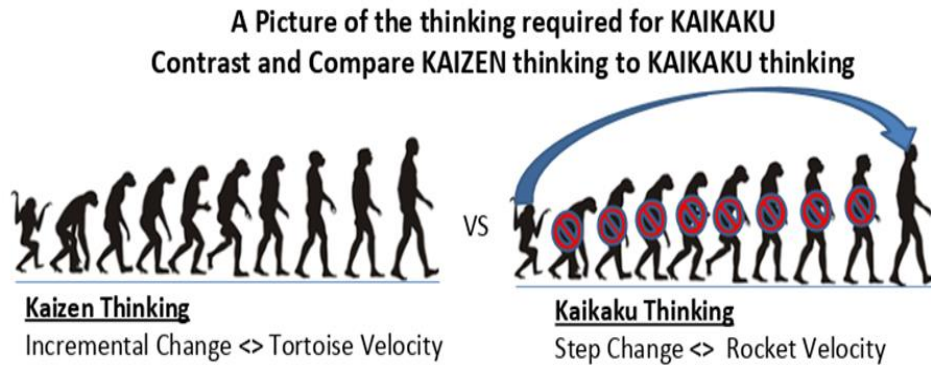 A Picture of the thinking required for KAIKAKU
Contrast and Compare KAIZEN thinking to KAIKAKU thinking
VS
Kaizen Thinking
Incremental Change <> Tortoise Velocity
Kaikaku Thinking
Step Change <> Rocket Velocity